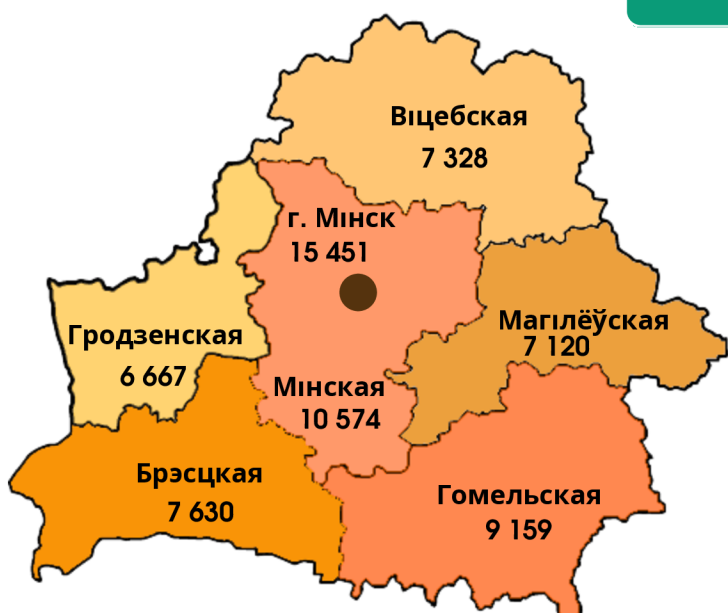 Віцебская
7 328
г. Мінск
15 451
Магілёўская
7 120
Гродзенская
6 667
Мінская
10 574
Брэсцкая
7 630
Гомельская
9 159